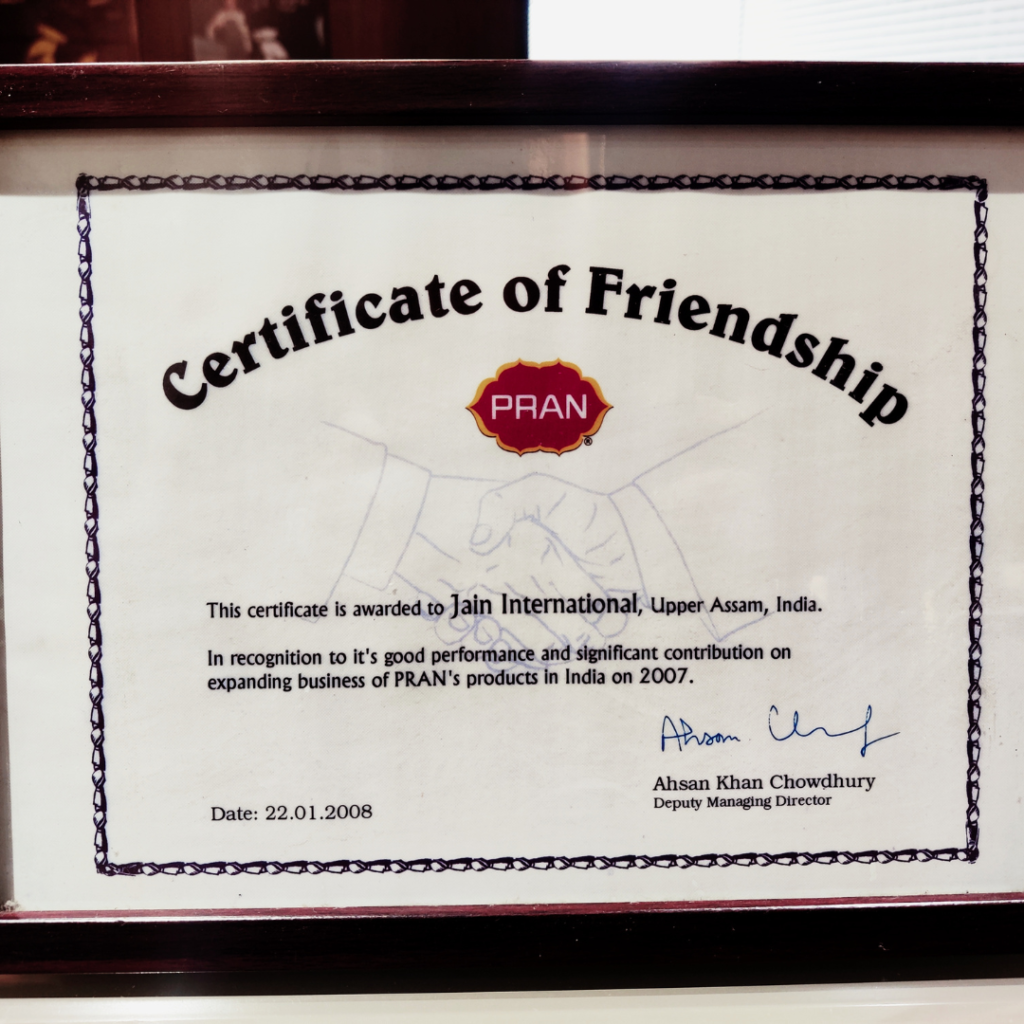 Certificate of Friendship
PRAN®
This certificate is awarded to Jain International, Upper Assam, India.
In recognition to it's good performance and significant contribution on
expanding business of PRAN's products in India on 2007.
Ahsan Khan Chowdhury
Deputy Managing Director
Date: 22.01.2008